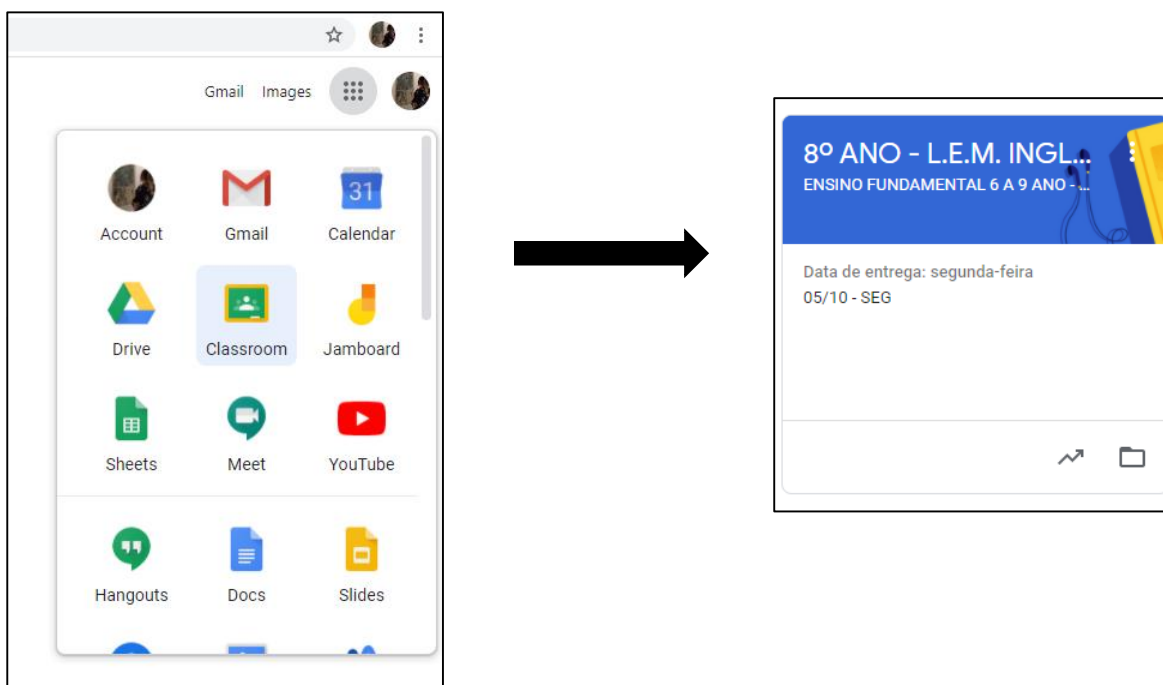 Gmail Images
31
Account Gmail Calendar
Drive Classroom Jamboard
Sheets Meet YouTube
Hangouts Docs Slides
8º ANO - L.E.M. INGL...
ENSINO FUNDAMENTAL 6 A 9 ANO - ...
Data de entrega: segunda-feira
05/10 - SEG